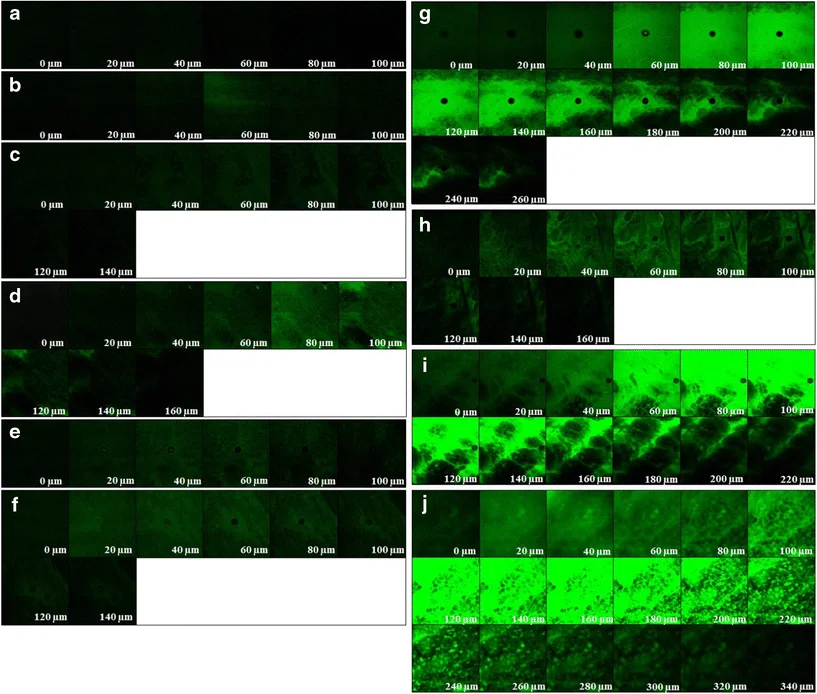 a
0 µm 20 µm 40 µm 60 µm 80 µm 100 µm
b
0 µm 20 µm 40 µm 60 µm 80 µm 100 µm
c
0 µm 20 µm 40 µm 60 µm 80 µm 100 µm
120 µm 140 µm
d
0 µm 20 µm 40 µm 60 µm 80 µm 100 µm
120 µm 140 µm 160 µm
e
0 µm 20 µm 40 µm 60 µm 80 µm 100 µm
f
0 µm 20 µm 40 µm 60 µm 80 µm 100 µm
120 µm 140 µm
g
0 µm 20 µm 40 µm 60 µm 80 µm 100 µm
120 µm 140 µm 160 µm 180 µm 200 µm 220 µm
240 µm 260 µm
h
0 µm 20 µm 40 µm 60 µm 80 µm 100 µm
120 µm 140 µm 160 µm
i
0 µm 20 µm 40 µm 60 µm 80 µm 100 µm
120 µm 140 µm 160 µm 180 µm 200 µm 220 µm
j
0 µm 20 µm 40 µm 60 µm 80 µm 100 µm
120 µm 140 µm 160 µm 180 µm 200 µm 220 µm
240 µm 260 µm 280 µm 300 µm 320 µm 340 µm